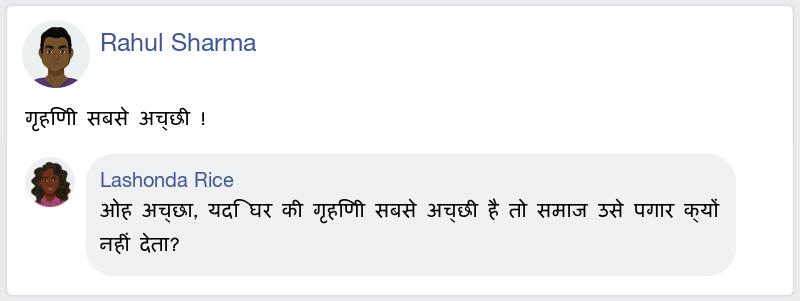 Rahul Sharma
गृहणिी सबसे अच्छी !
Lashonda Rice
ओह अच्छा, यदि घर की गृहणिी सबसे अच्छी है तो समाज उसे पगार क्यों
नहीं देता?